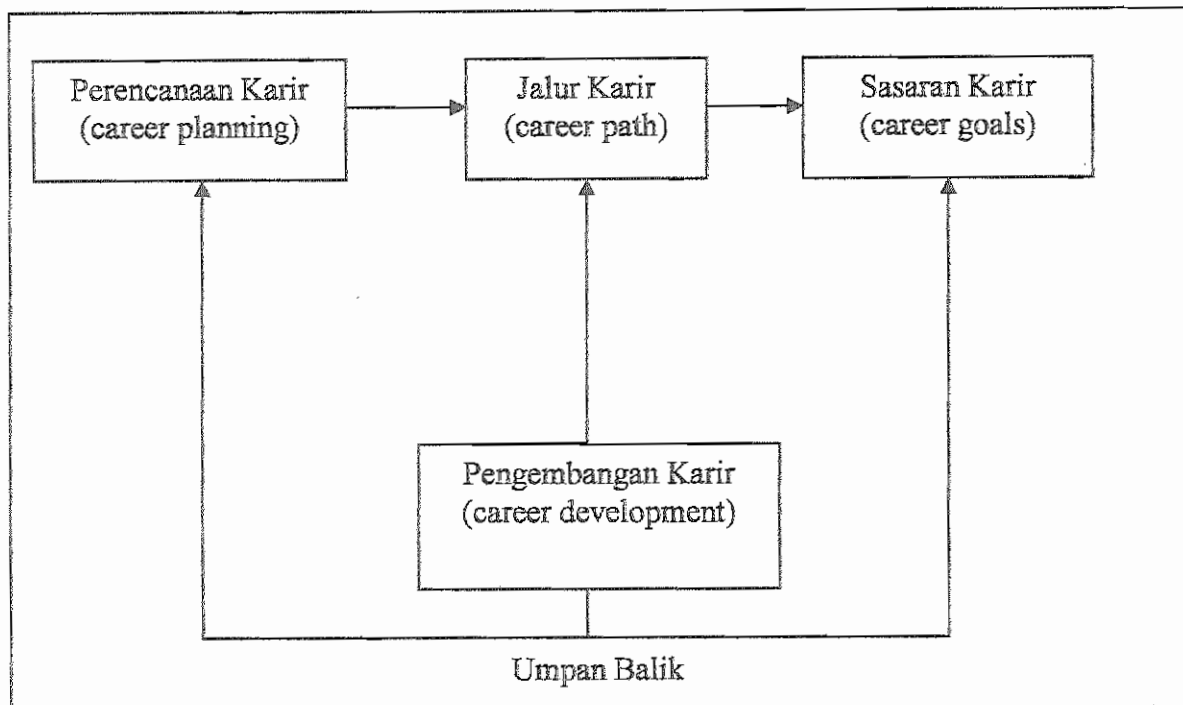 Perencanaan Karir
(career planning)
Jalur Karir
(career path)
Sasaran Karir
(career goals)
Pengembangan Karir
(career development)
Umpan Balik